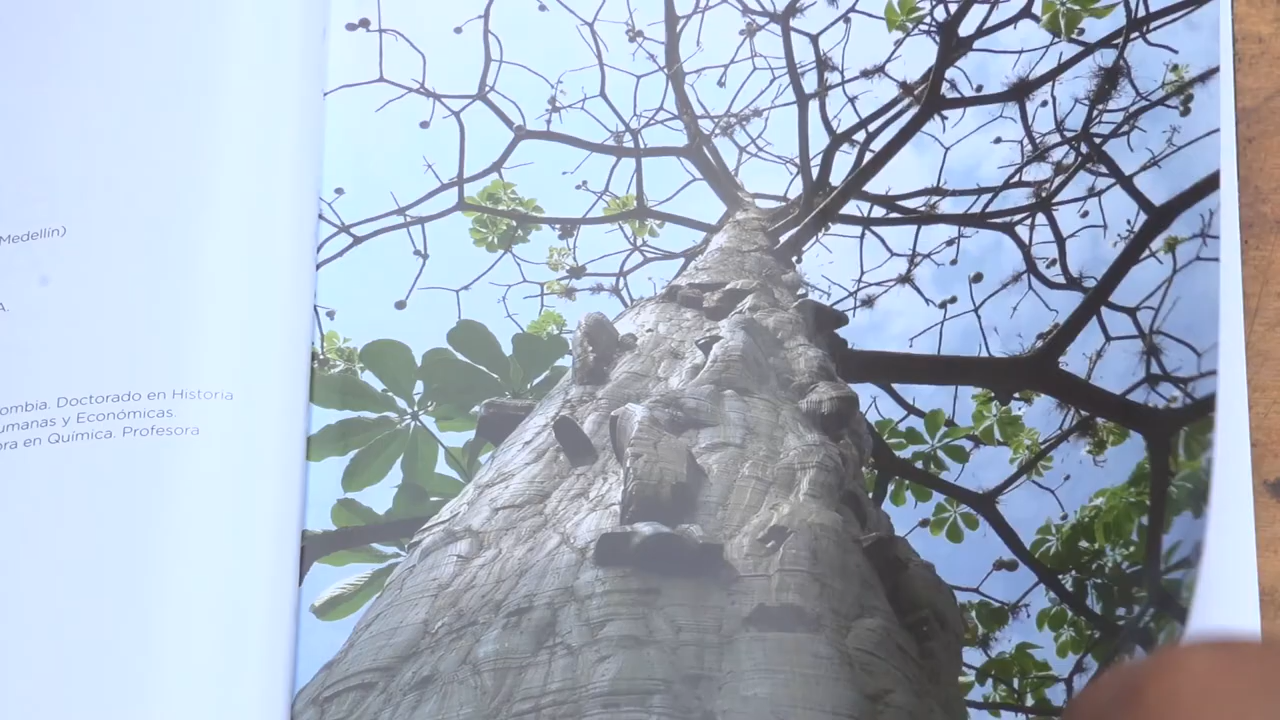 Medellín)
A.
ombia. Doctorado en Historia
umanas y Económicas.
ora en Química. Profesora